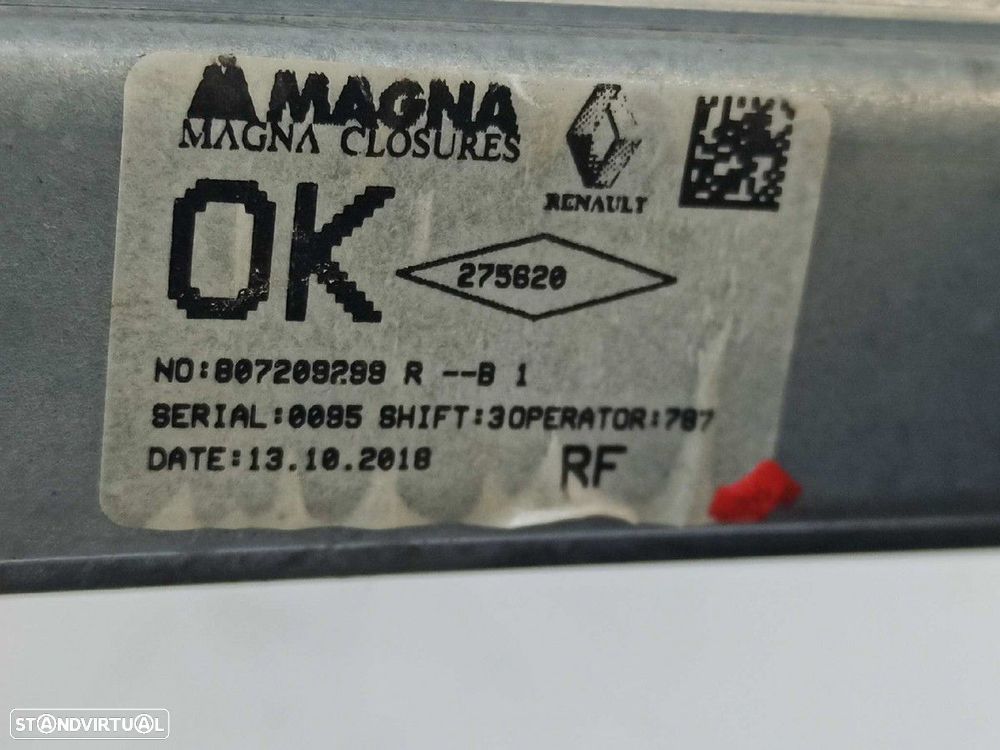 MAGNA
MAGNA CLOSURES
RENAULT
OK
275620
NO:807209299 R --B 1
SERIAL:0095 SHIFT:3OPERATOR:787
DATE:13.10.2018
RF
STANDVIRTUAL